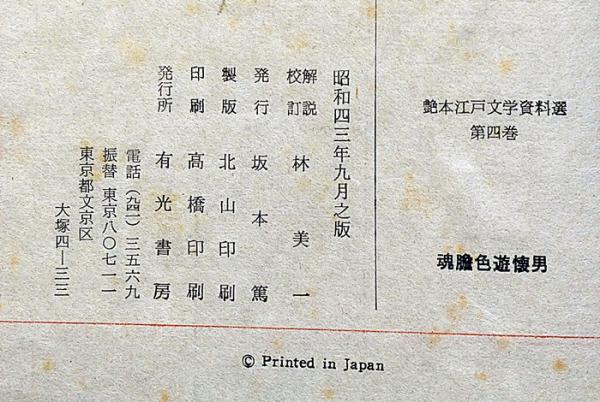 艶本江戸文学資料選
第四巻
魂膽色遊懐男
昭和四三年九月之版
解説
校訂 林美一
発行 坂本篤
製版 北山印刷
印刷 高橋印刷
発行所 有光書房
電話(九四一)三五六九
振替 東京八〇七一一
東京都文京区
大塚四―三三
© Printed in Japan